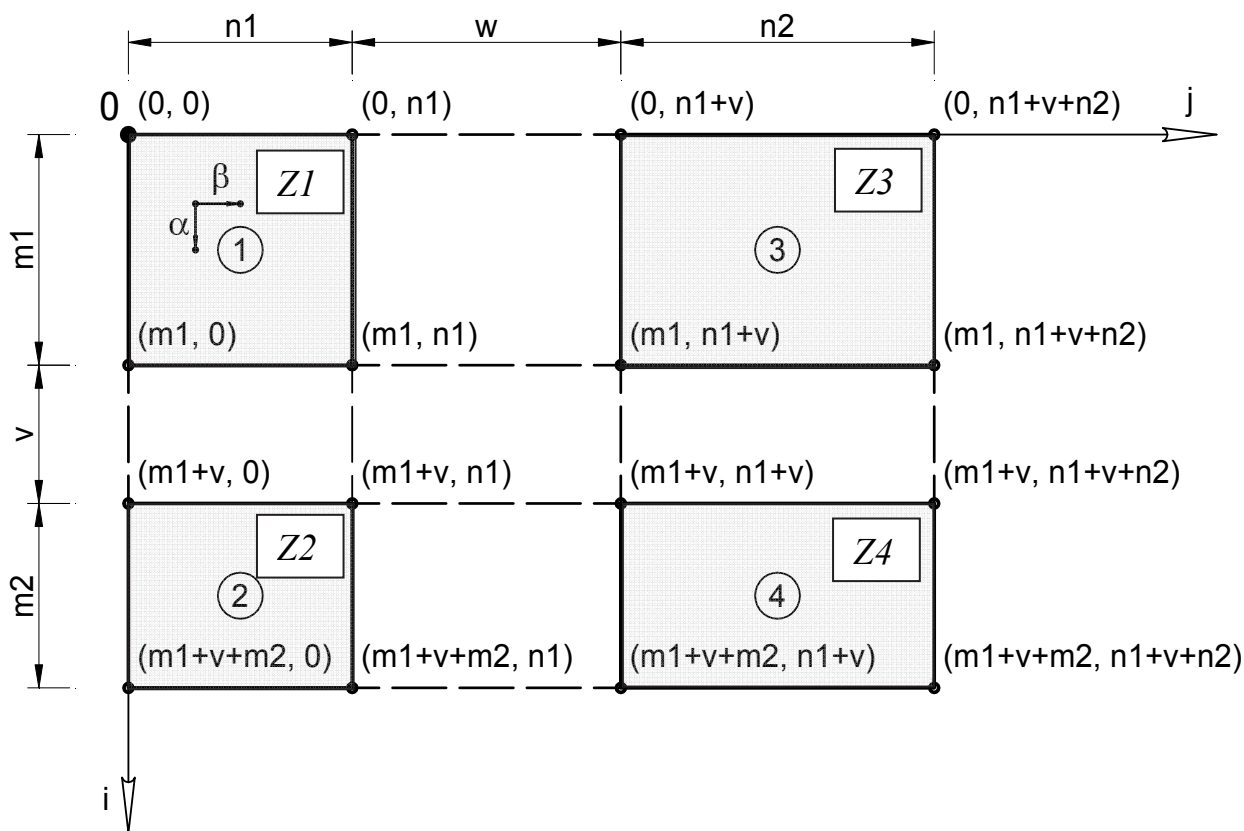 n1 w n2
0 (0, 0) (0, n1) (0, n1+v) (0, n1+v+n2) j
Z1 Z3
β
α
m1 1 3
(m1, 0) (m1, n1) (m1, n1+v) (m1, n1+v+n2)
v
(m1+v, 0) (m1+v, n1) (m1+v, n1+v) (m1+v, n1+v+n2)
Z2 Z4
m2 2 4
(m1+v+m2, 0) (m1+v+m2, n1) (m1+v+m2, n1+v) (m1+v+m2, n1+v+n2)
i